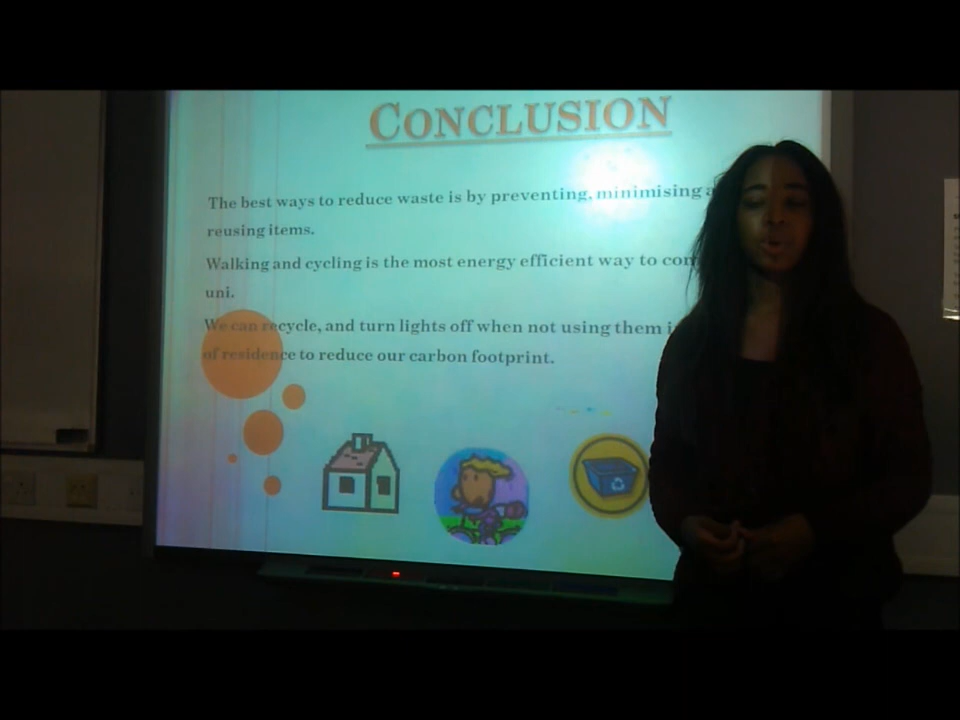 CONCLUSION
The best ways to reduce waste is by preventing, minimising
reusing items.
Walking and cycling is the most energy efficient way to
uni.
We can recycle, and turn lights off when not using them
of residence to reduce our carbon footprint.